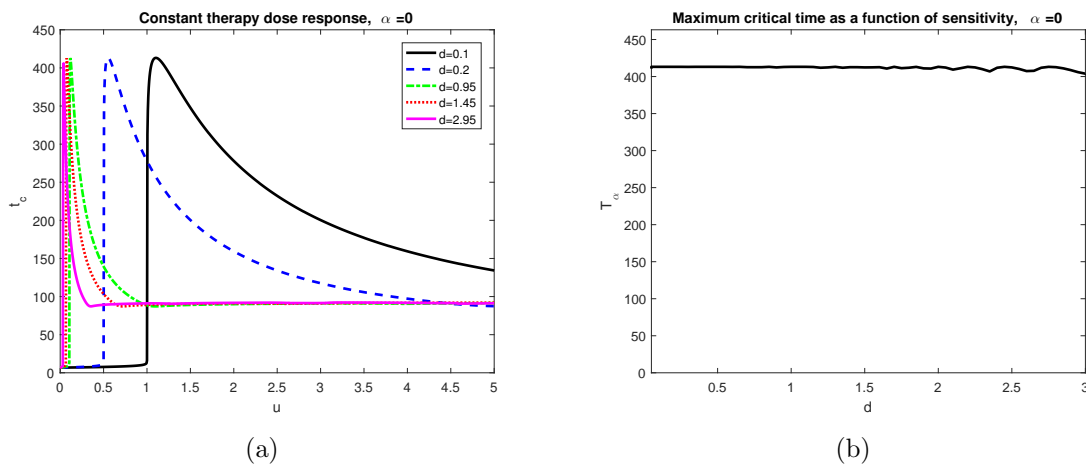 Constant therapy dose response, α =0
450
400
350
300
250
200
150
100
50
0
t_c
d=0.1
d=0.2
d=0.95
d=1.45
d=2.95
0 0.5 1 1.5 2 2.5 3 3.5 4 4.5 5
u
(a)
Maximum critical time as a function of sensitivity, α =0
450
400
350
300
250
200
150
100
50
0
T_α
0.5 1 1.5 2 2.5 3
d
(b)